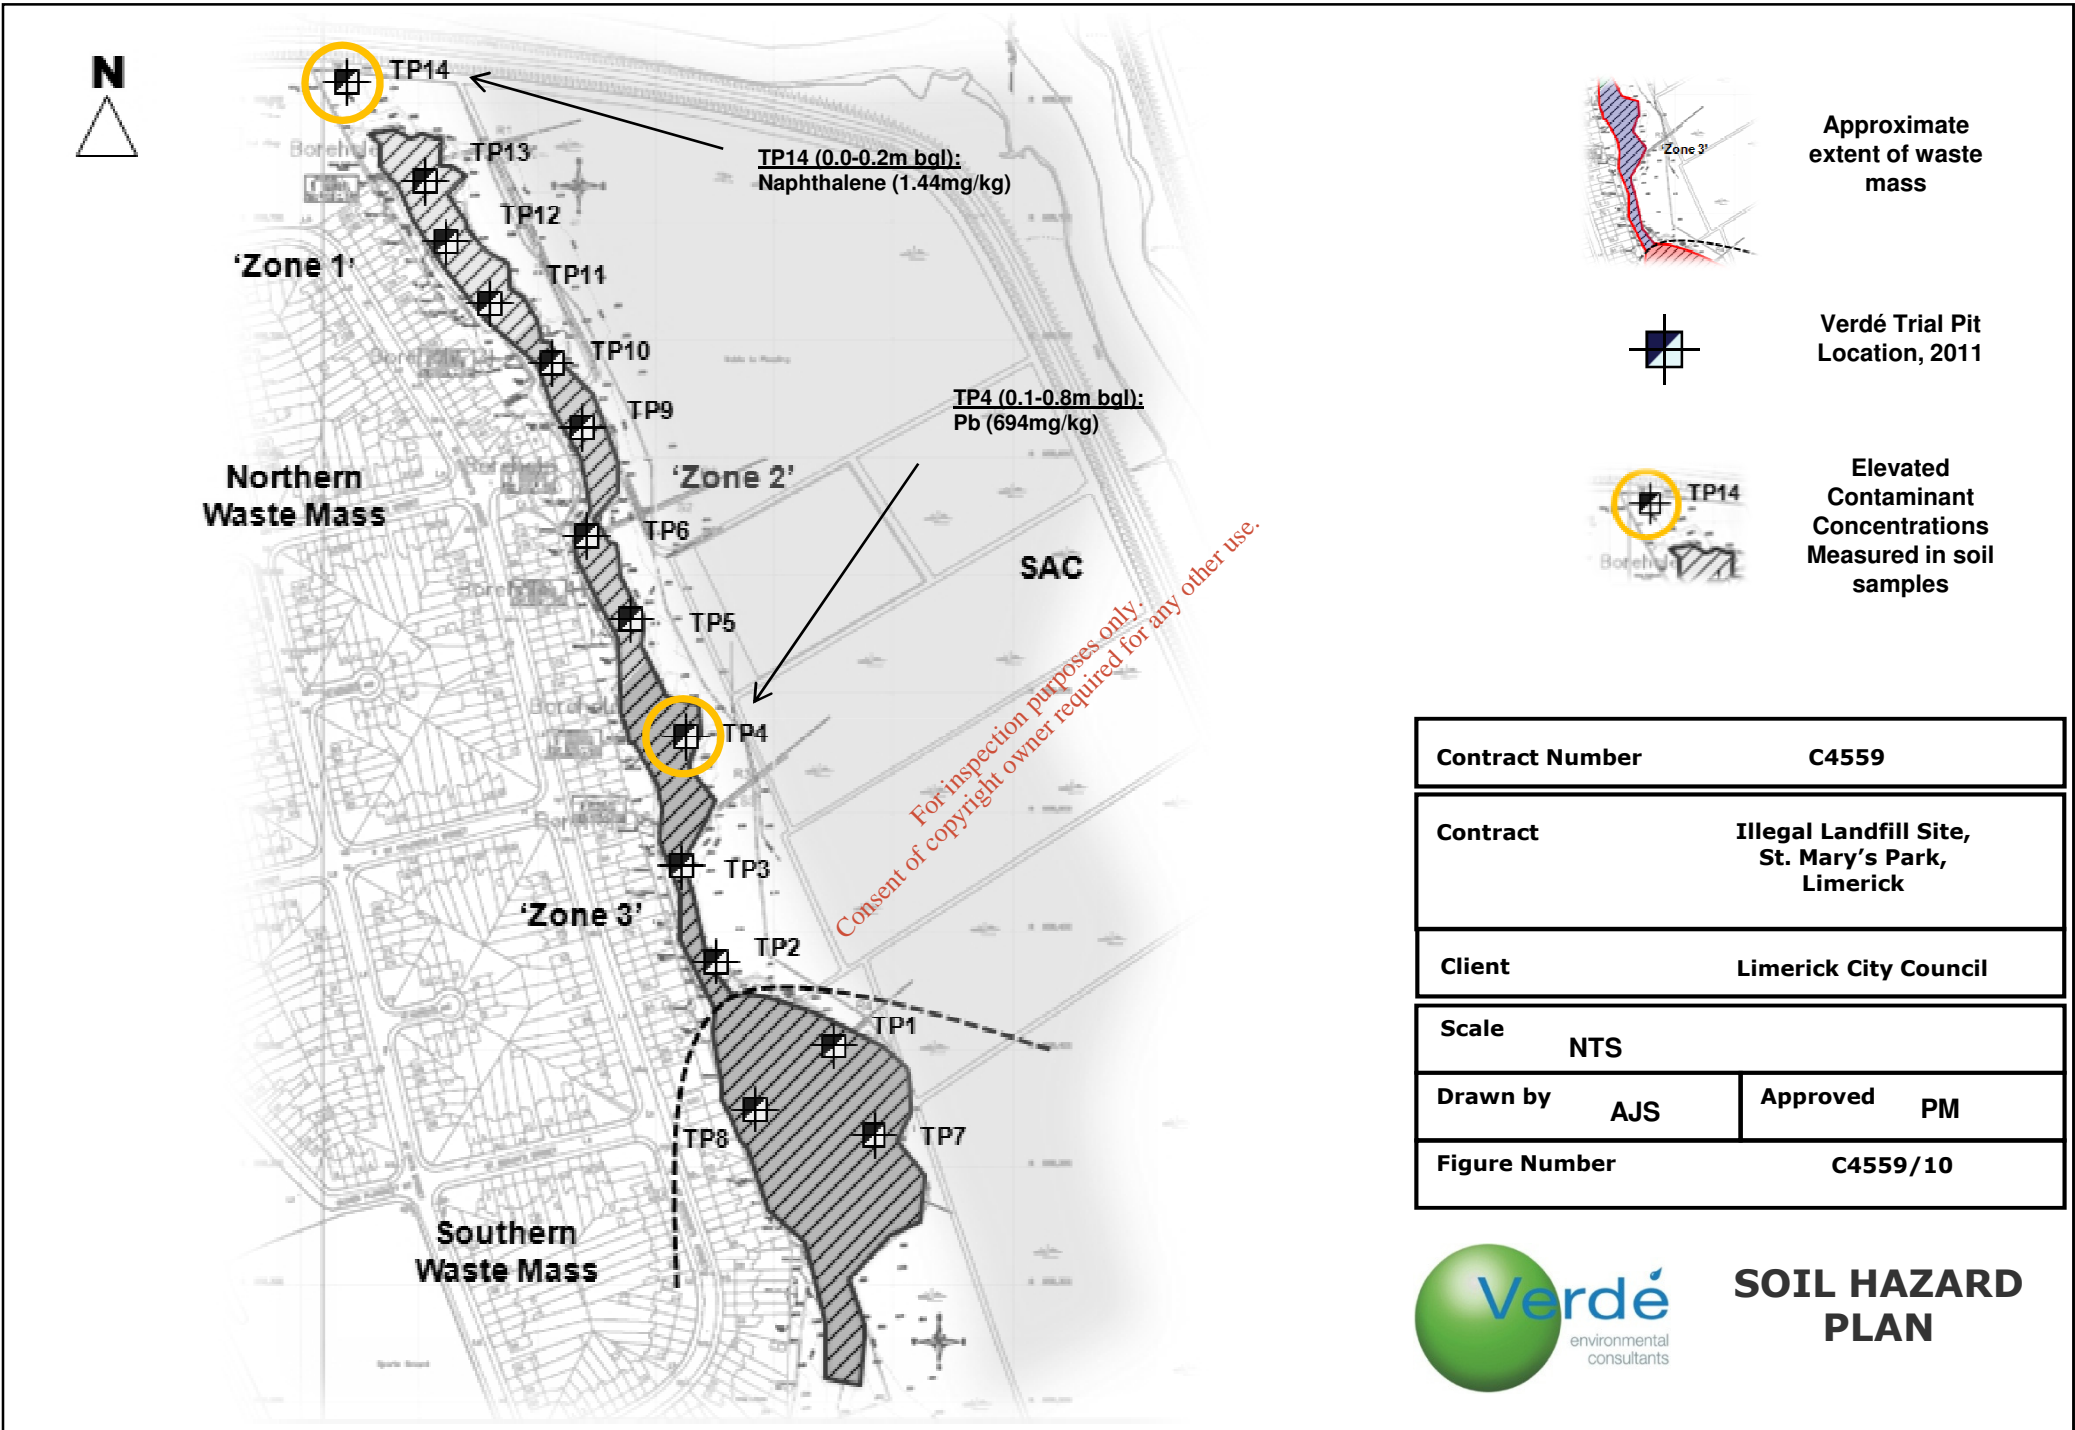 N
TP14
TP13
TP12
TP11
TP10
TP9
TP6
TP5
TP4
TP3
TP2
TP1
TP8
TP7
'Zone 1'
'Zone 2'
'Zone 3'
Northern
Waste Mass
Southern
Waste Mass
SAC
TP14 (0.0-0.2m bgl):
Naphthalene (1.44mg/kg)
TP4 (0.1-0.8m bgl):
Pb (694mg/kg)
For inspection purposes only.
Consent of copyright owner required for any other use.
'Zone 3'
Approximate
extent of waste
mass
Verdé Trial Pit
Location, 2011
TP14
Elevated
Contaminant
Concentrations
Measured in soil
samples
Contract Number C4559
Contract Illegal Landfill Site,
St. Mary's Park,
Limerick
Client Limerick City Council
Scale
NTS
Drawn by AJS Approved PM
Figure Number C4559/10
Verdé
environmental
consultants
SOIL HAZARD
PLAN